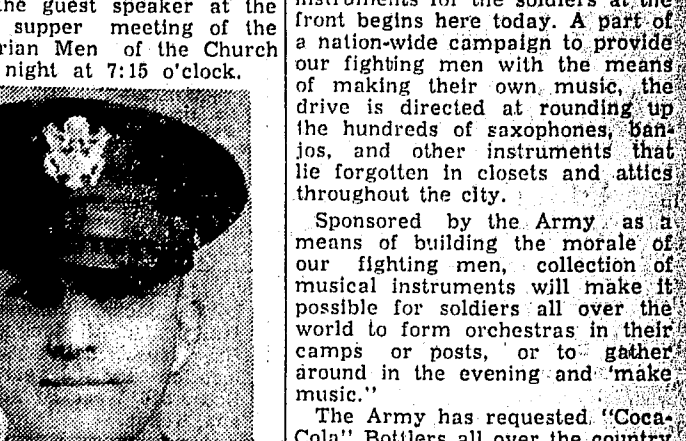 the guest speaker at the
supper meeting of the
rian Men of the Church
night at 7:15 o'clock.
instruments for the soldiers at the
front begins here today. A part of
a nation-wide campaign to provide
our fighting men with the means
of making their own music, the
drive is directed at rounding up
the hundreds of saxophones, ban-
jos, and other instruments that
lie forgotten in closets and attics
throughout the city.
Sponsored by the Army as a
means of building the morale of
our fighting men, collection of
musical instruments will make it
possible for soldiers all over the
world to form orchestras in their
camps or posts, or to gather
around in the evening and 'make
music."
The Army has requested "Coca-
Cola" Bottlers all over the country